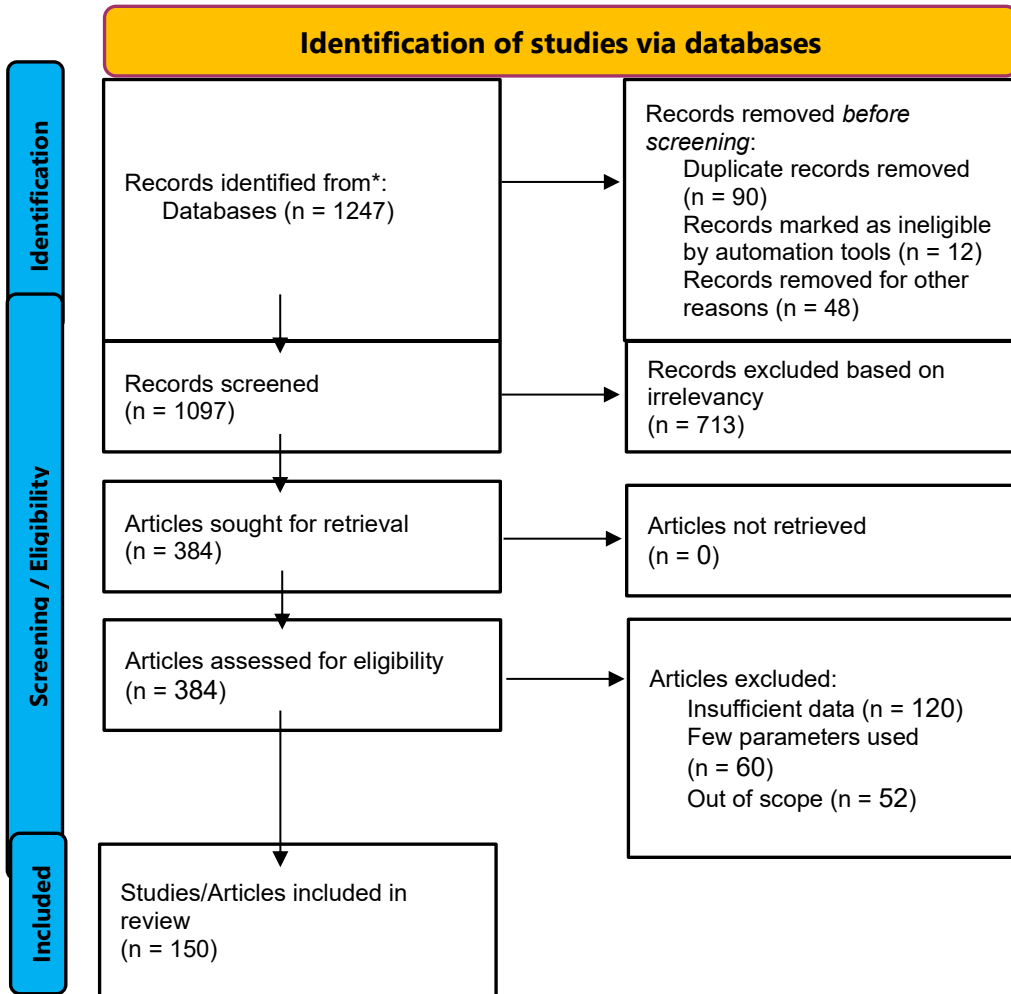 Identification of studies via databases
Identification
Records identified from*:
Databases (n = 1247)
Records removed before
screening:
Duplicate records removed
(n = 90)
Records marked as ineligible
by automation tools (n = 12)
Records removed for other
reasons (n = 48)
Screening / Eligibility
Records screened
(n = 1097)
Records excluded based on
irrelevancy
(n = 713)
Articles sought for retrieval
(n = 384)
Articles not retrieved
(n = 0)
Articles assessed for eligibility
(n = 384)
Articles excluded:
Insufficient data (n = 120)
Few parameters used
(n = 60)
Out of scope (n = 52)
Included
Studies/Articles included in
review
(n = 150)